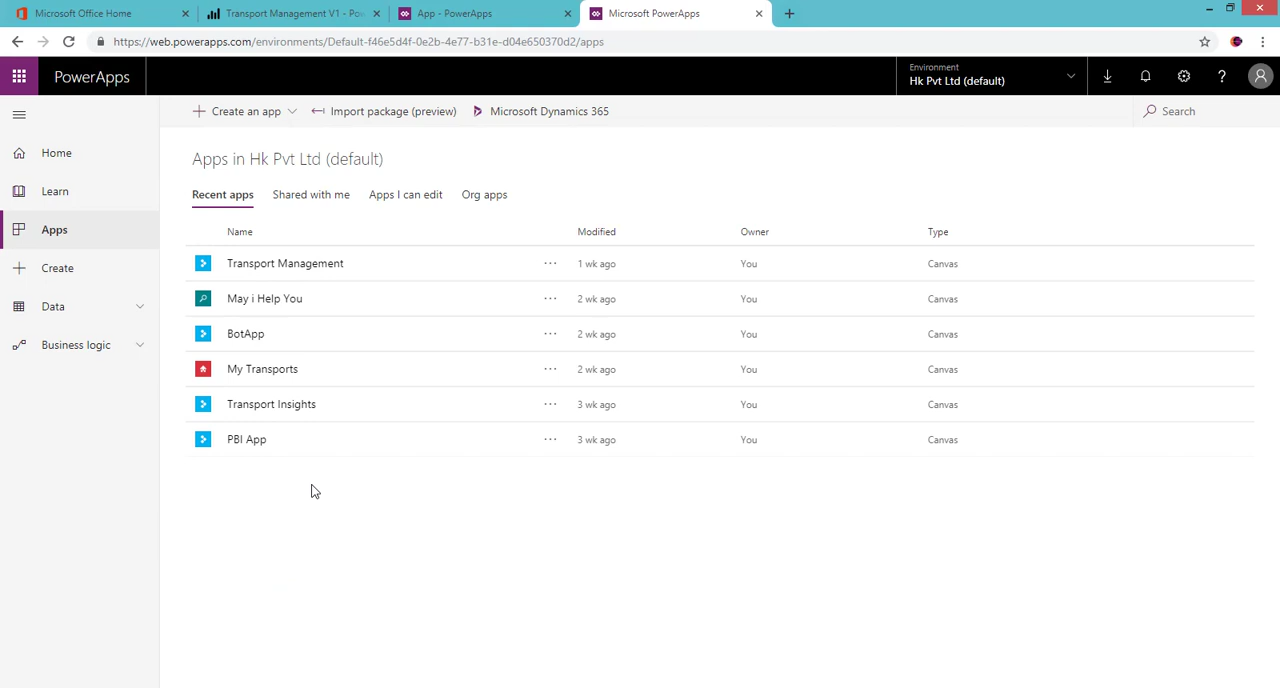 Microsoft Office Home
Transport Management V1 - Pow
App - PowerApps
Microsoft PowerApps
https://web.powerapps.com/environments/Default-f46e5d4f-0e2b-4e77-b31e-d04e650370d2/apps
PowerApps
Environment
Hk Pvt Ltd (default)
Create an app
Import package (preview)
Microsoft Dynamics 365
Search
Home
Learn
Apps
Create
Data
Business logic
Apps in Hk Pvt Ltd (default)
Recent apps Shared with me Apps I can edit Org apps
Name Modified Owner Type
Transport Management ... 1 wk ago You Canvas
May i Help You ... 2 wk ago You Canvas
BotApp ... 2 wk ago You Canvas
My Transports ... 2 wk ago You Canvas
Transport Insights ... 3 wk ago You Canvas
PBI App ... 3 wk ago You Canvas